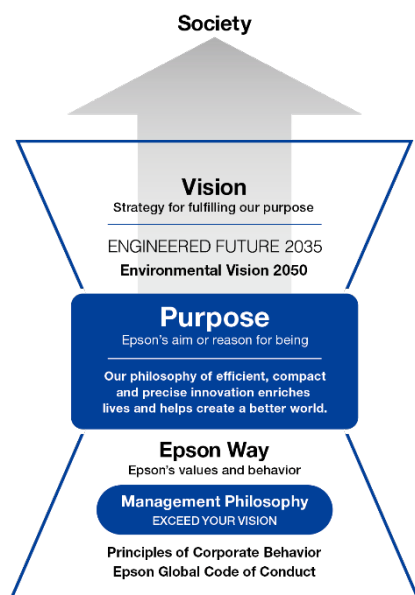 Society
Vision
Strategy for fulfilling our purpose
ENGINEERED FUTURE 2035
Environmental Vision 2050
Purpose
Epson's aim or reason for being
Our philosophy of efficient, compact
and precise innovation enriches
lives and helps create a better world.
Epson Way
Epson's values and behavior
Management Philosophy
EXCEED YOUR VISION
Principles of Corporate Behavior
Epson Global Code of Conduct